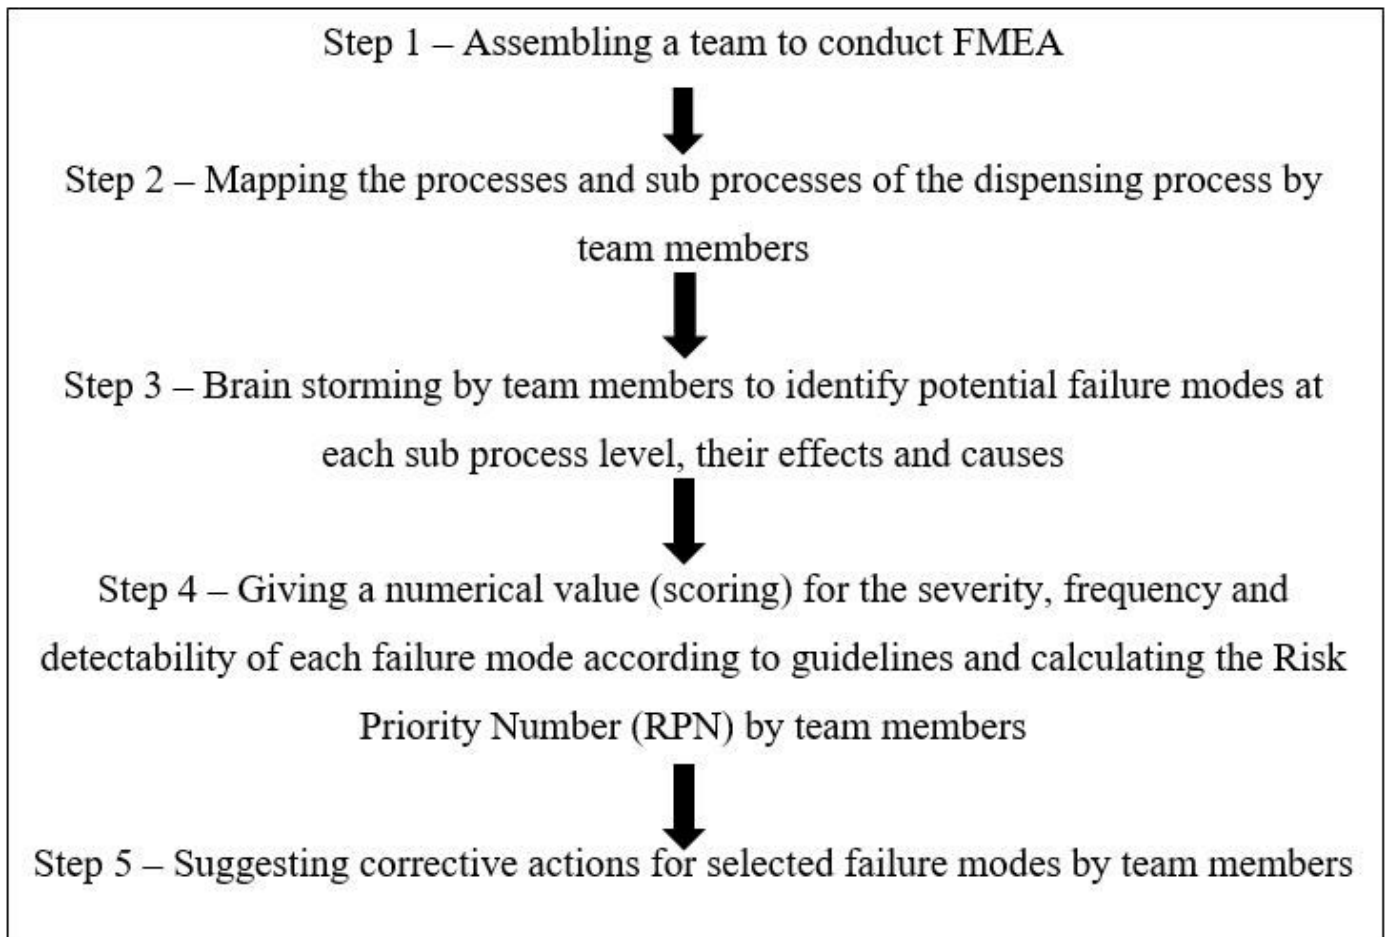 Step 1 – Assembling a team to conduct FMEA
Step 2 – Mapping the processes and sub processes of the dispensing process by
team members
Step 3 – Brain storming by team members to identify potential failure modes at
each sub process level, their effects and causes
Step 4 – Giving a numerical value (scoring) for the severity, frequency and
detectability of each failure mode according to guidelines and calculating the Risk
Priority Number (RPN) by team members
Step 5 – Suggesting corrective actions for selected failure modes by team members